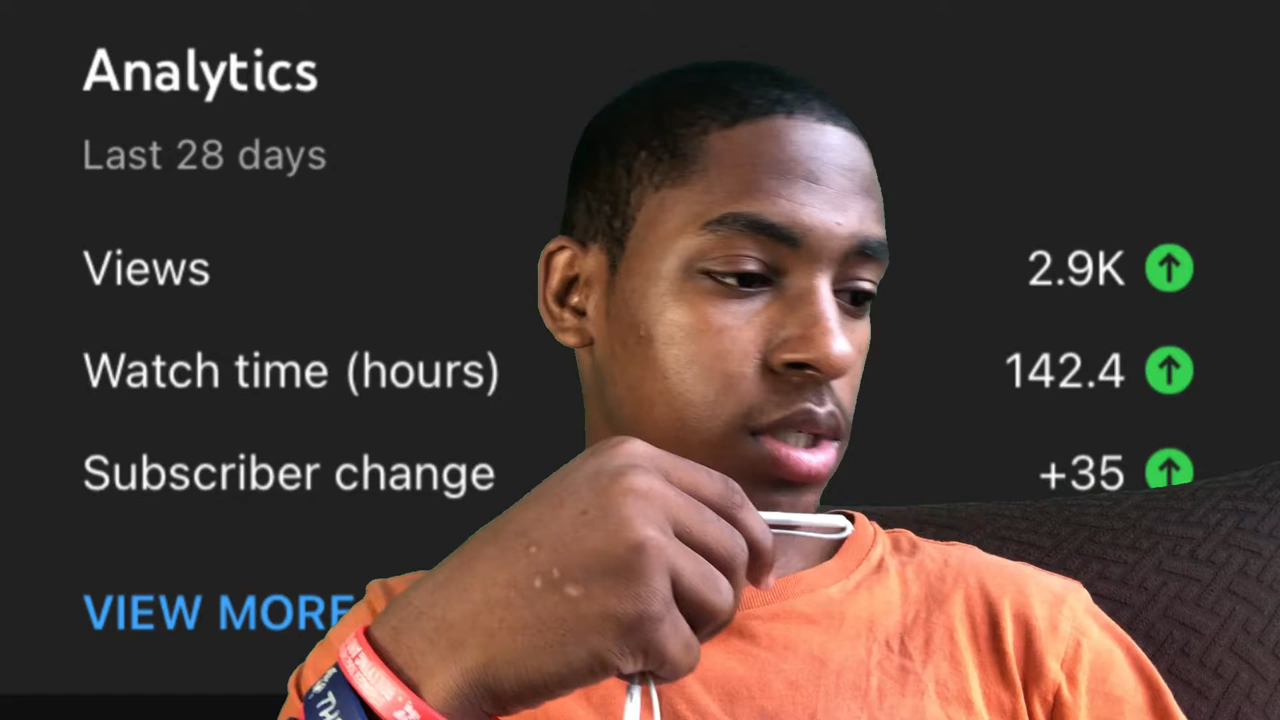 Analytics
Last 28 days
Views 2.9K
Watch time (hours) 142.4
Subscriber change +35
VIEW MORE